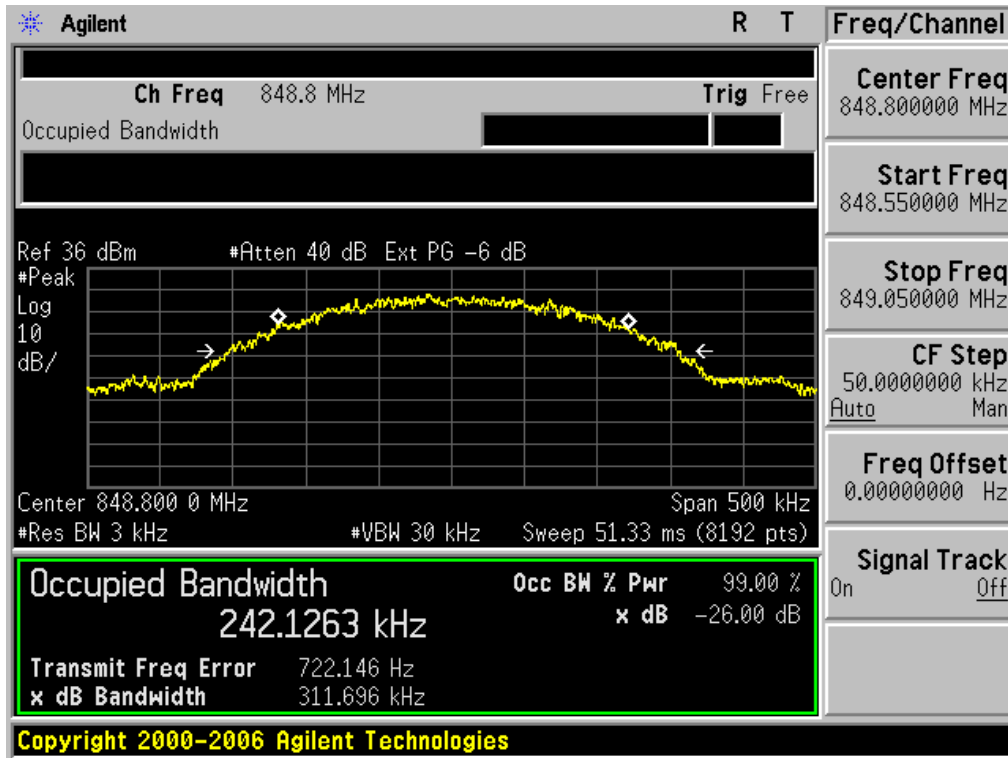 Agilent R T Freq/Channel
Ch Freq 848.8 MHz Trig Free
Occupied Bandwidth
Center Freq
848.800000 MHz
Start Freq
848.550000 MHz
Stop Freq
849.050000 MHz
CF Step
50.0000000 kHz
Auto Man
Freq Offset
0.00000000 Hz
Signal Track
On Off
Ref 36 dBm #Atten 40 dB Ext PG -6 dB
#Peak
Log
10
dB/
Center 848.800 0 MHz Span 500 kHz
#Res BW 3 kHz #VBW 30 kHz Sweep 51.33 ms (8192 pts)
Occupied Bandwidth Occ BW % Pwr 99.00 %
242.1263 kHz x dB -26.00 dB
Transmit Freq Error 722.146 Hz
x dB Bandwidth 311.696 kHz
Copyright 2000-2006 Agilent Technologies